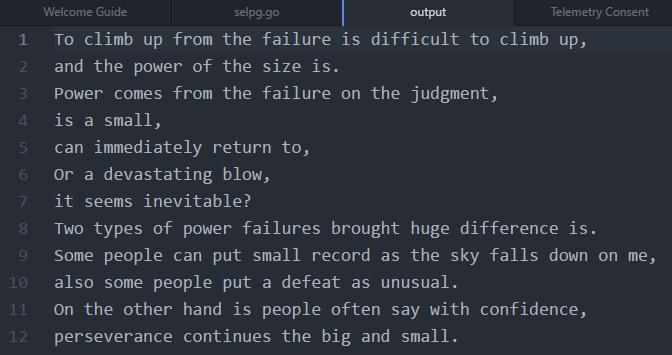 Welcome Guide selpg.go output Telemetry Consent
1 To climb up from the failure is difficult to climb up,
2 and the power of the size is.
3 Power comes from the failure on the judgment,
4 is a small,
5 can immediately return to,
6 Or a devastating blow,
7 it seems inevitable?
8 Two types of power failures brought huge difference is.
9 Some people can put small record as the sky falls down on me,
10 also some people put a defeat as unusual.
11 On the other hand is people often say with confidence,
12 perseverance continues the big and small.